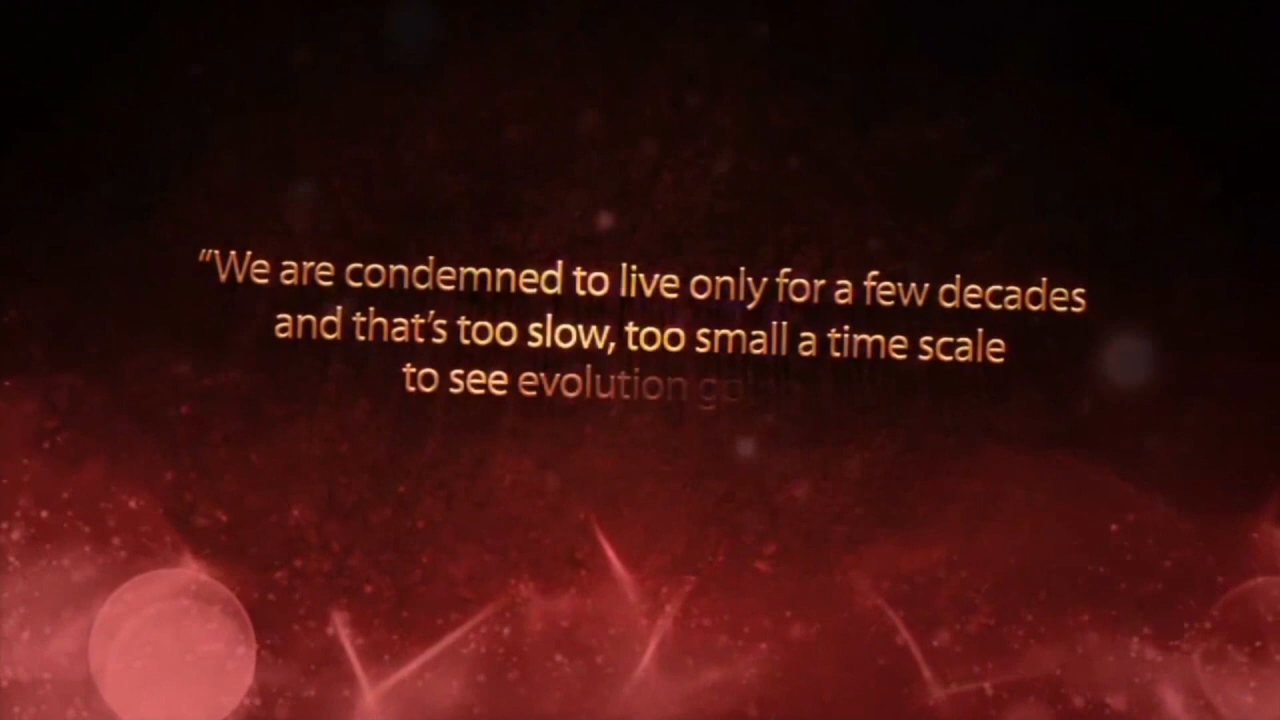 “We are condemned to live only for a few decades
and that’s too slow, too small a time scale
to see evolution